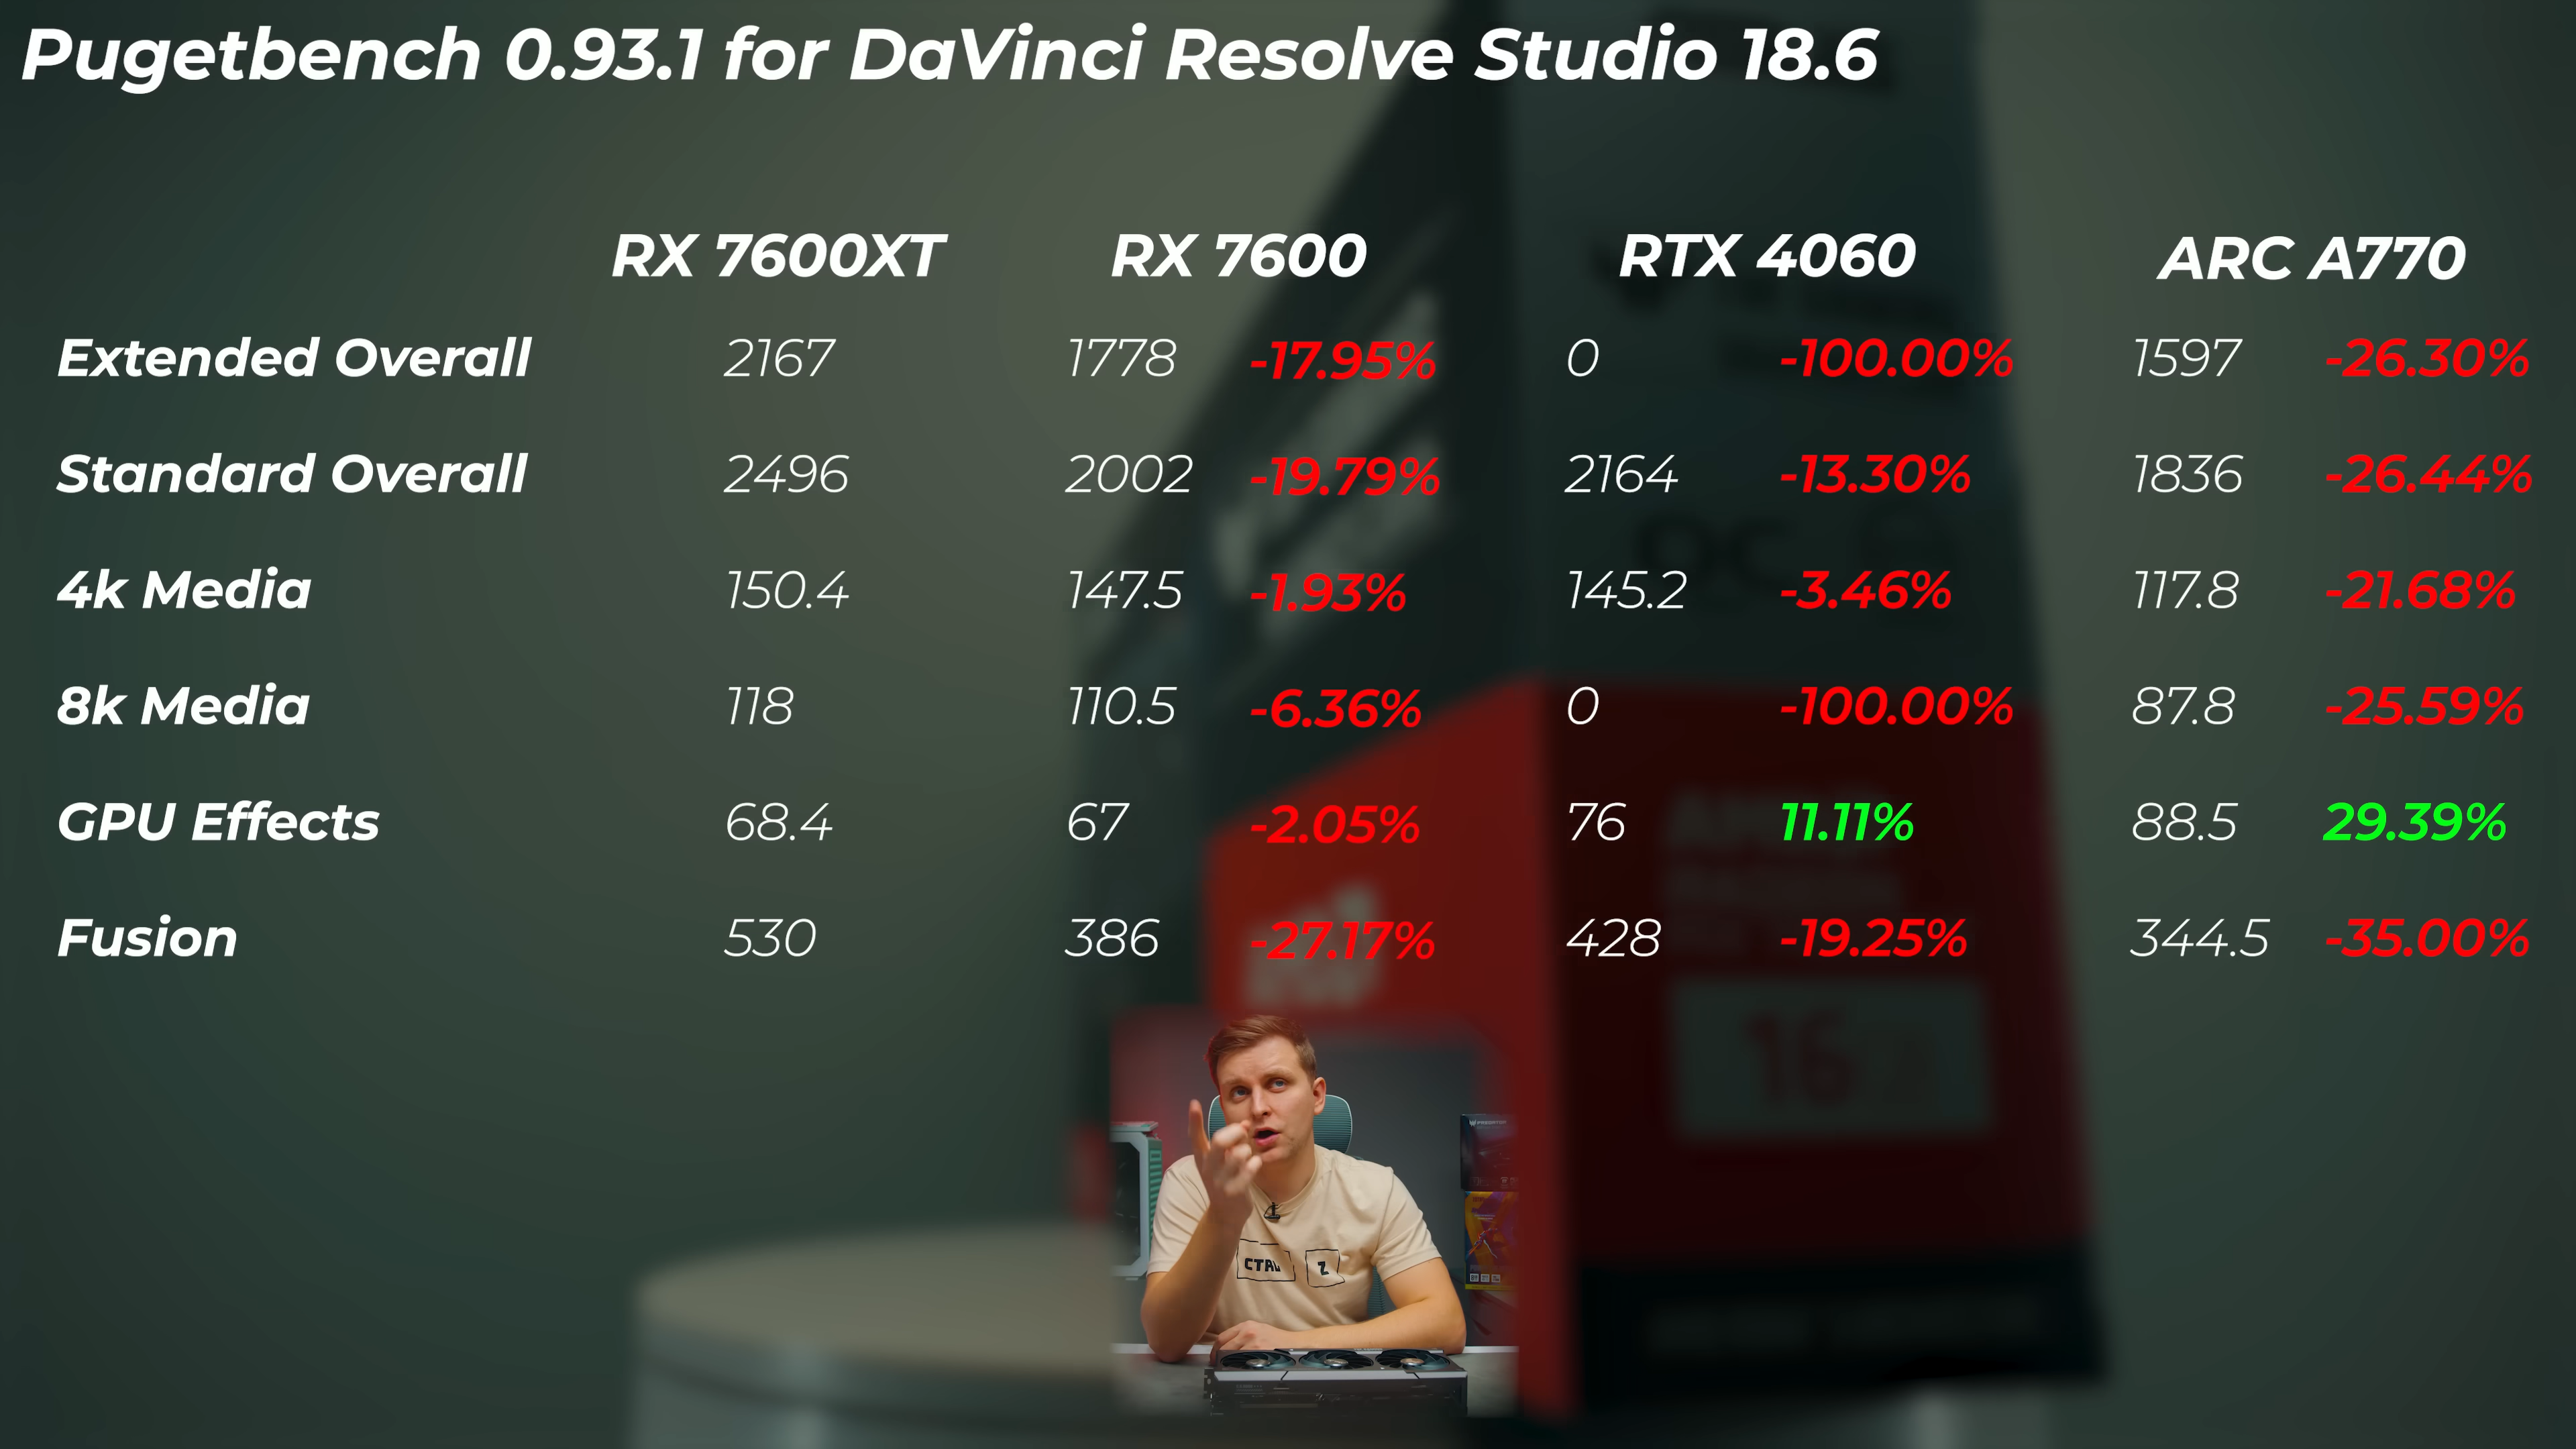 Pugetbench 0.93.1 for DaVinci Resolve Studio 18.6
RX 7600XT RX 7600 RTX 4060 ARC A770
Extended Overall 2167 1778 -17.95% 0 -100.00% 1597 -26.30%
Standard Overall 2496 2002 -19.79% 2164 -13.30% 1836 -26.44%
4k Media 150.4 147.5 -1.93% 145.2 -3.46% 117.8 -21.68%
8k Media 118 110.5 -6.36% 0 -100.00% 87.8 -25.59%
GPU Effects 68.4 67 -2.05% 76 11.11% 88.5 29.39%
Fusion 530 386 -27.17% 428 -19.25% 344.5 -35.00%
16
PREDATOR
CTRL Z